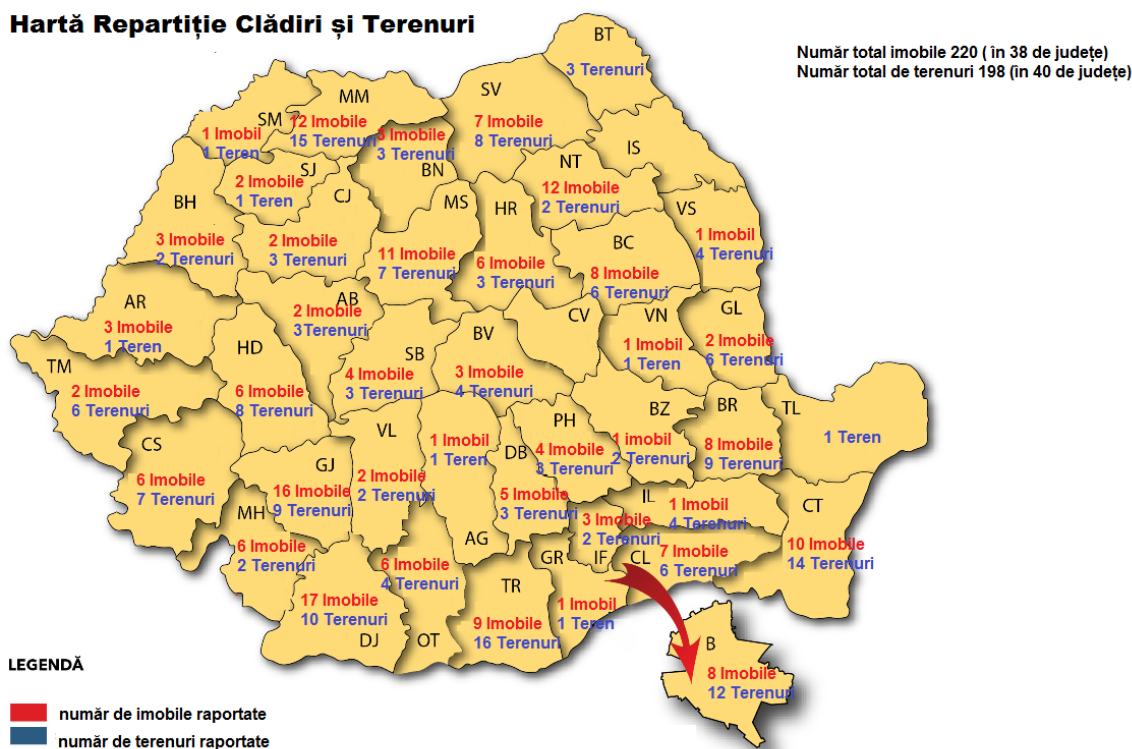 Hartă Repartiție Clădiri și Terenuri
Număr total imobile 220 ( în 38 de județe)
Număr total de terenuri 198 (în 40 de județe)
BT
3 Terenuri
SV
7 Imobile
8 Terenuri
MM
12 Imobile
15 Terenuri
SM
1 Imobil
1 Teren
3 Imobile
3 Terenuri
BN
IS
NT
12 Imobile
2 Terenuri
SJ
2 Imobile
1 Teren
CJ
2 Imobile
3 Terenuri
BH
3 Imobile
2 Terenuri
MS
11 Imobile
7 Terenuri
HR
6 Imobile
3 Terenuri
BC
8 Imobile
6 Terenuri
VS
1 Imobil
4 Terenuri
AR
3 Imobile
1 Teren
AB
2 Imobile
3Terenuri
HD
6 Imobile
8 Terenuri
SB
4 Imobile
3 Terenuri
BV
3 Imobile
4 Terenuri
CV
VN
1 Imobil
1 Teren
GL
2 Imobile
6 Terenuri
TM
2 Imobile
6 Terenuri
CS
6 Imobile
7 Terenuri
GJ
16 Imobile
9 Terenuri
VL
2 Imobile
2 Terenuri
1 Imobil
1 Teren
AG
DB
5 Imobile
3 Terenuri
PH
4 Imobile
3 Terenuri
BZ
1 imobil
2 Terenuri
BR
8 Imobile
9 Terenuri
TL
1 Teren
MH
6 Imobile
2 Terenuri
17 Imobile
10 Terenuri
DJ
6 Imobile
4 Terenuri
OT
TR
9 Imobile
16 Terenuri
GR
1 Imobil
1 Teren
3 Imobile
2 Terenuri
IF
IL
1 Imobil
4 Terenuri
CL
7 Imobile
6 Terenuri
CT
10 Imobile
14 Terenuri
B
8 Imobile
12 Terenuri
LEGENDĂ
număr de imobile raportate
număr de terenuri raportate